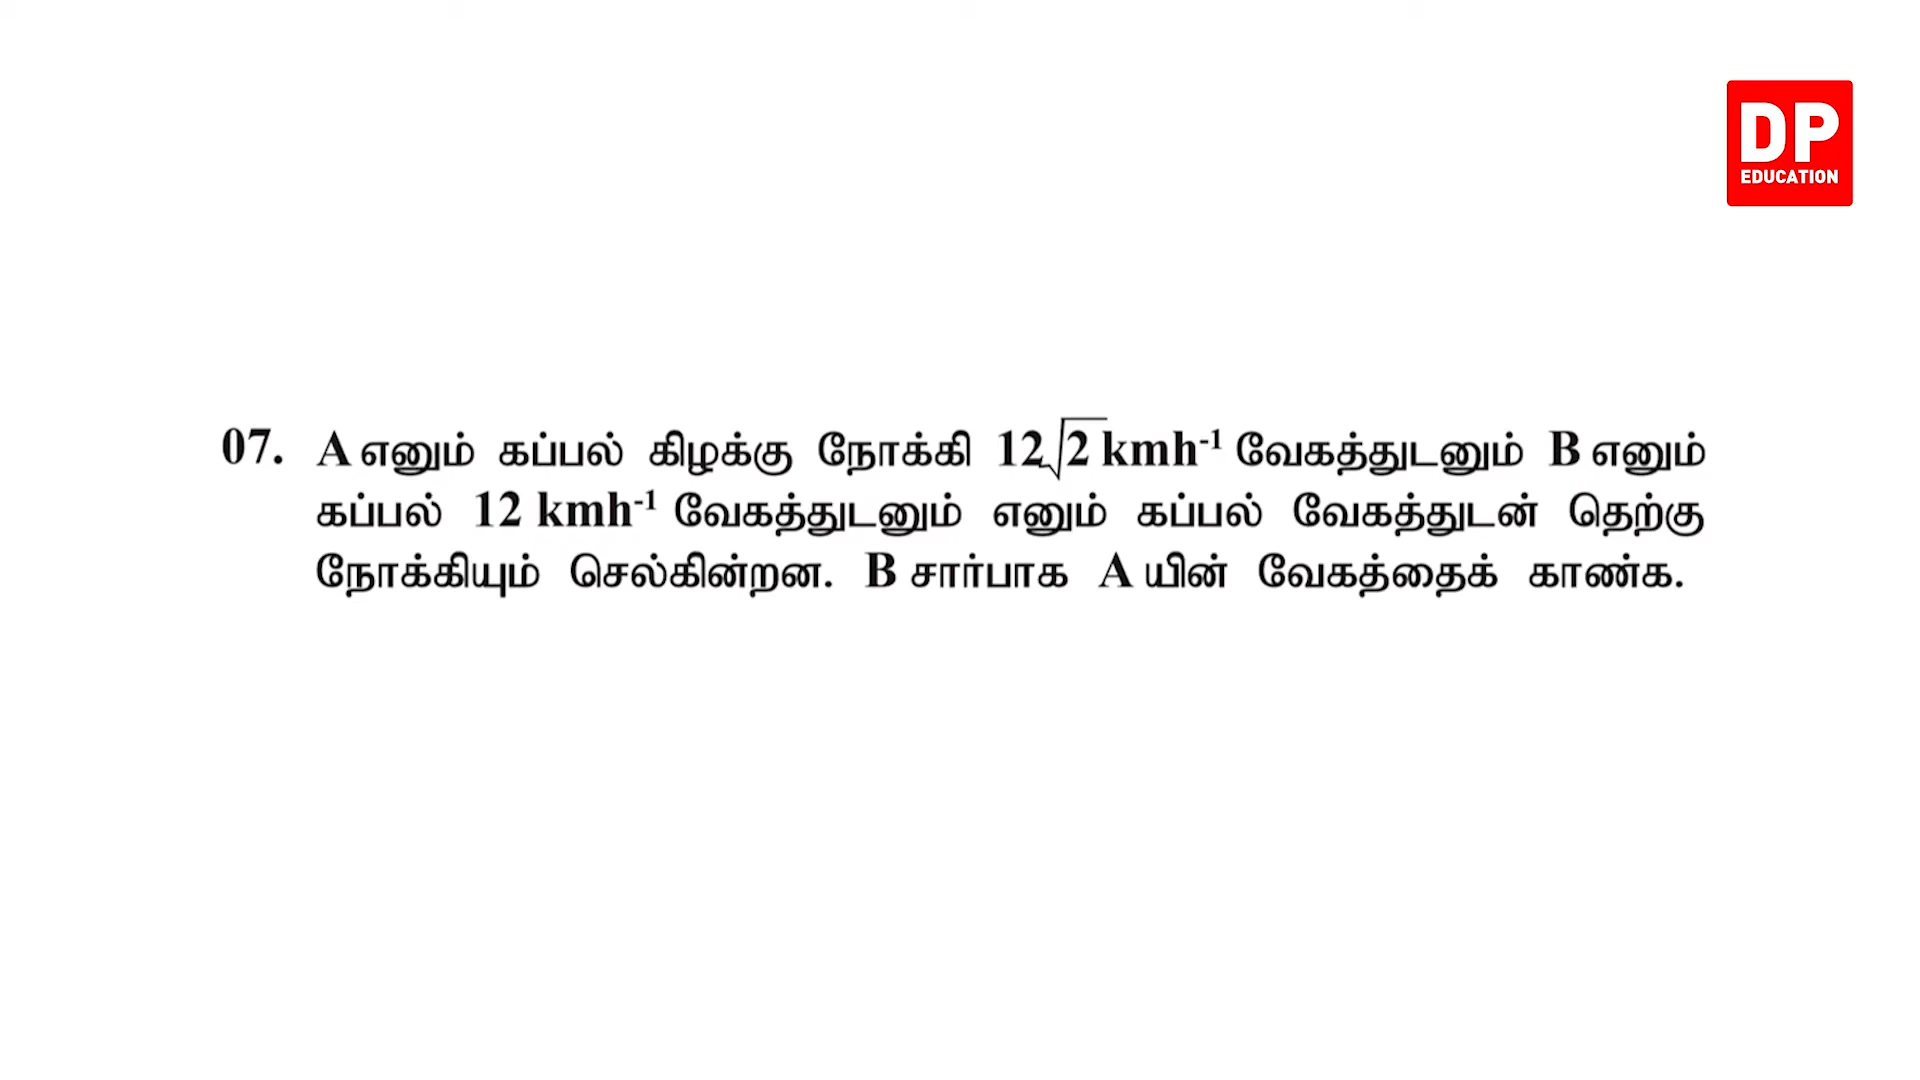 DP
EDUCATION
07. A எனும் கப்பல் கிழக்கு நோக்கி 12√2 kmh⁻¹ வேகத்துடனும் B எனும்
கப்பல் 12 kmh⁻¹ வேகத்துடனும் எனும் கப்பல் வேகத்துடன் தெற்கு
நோக்கியும் செல்கின்றன. B சார்பாக A யின் வேகத்தைக் காண்க.